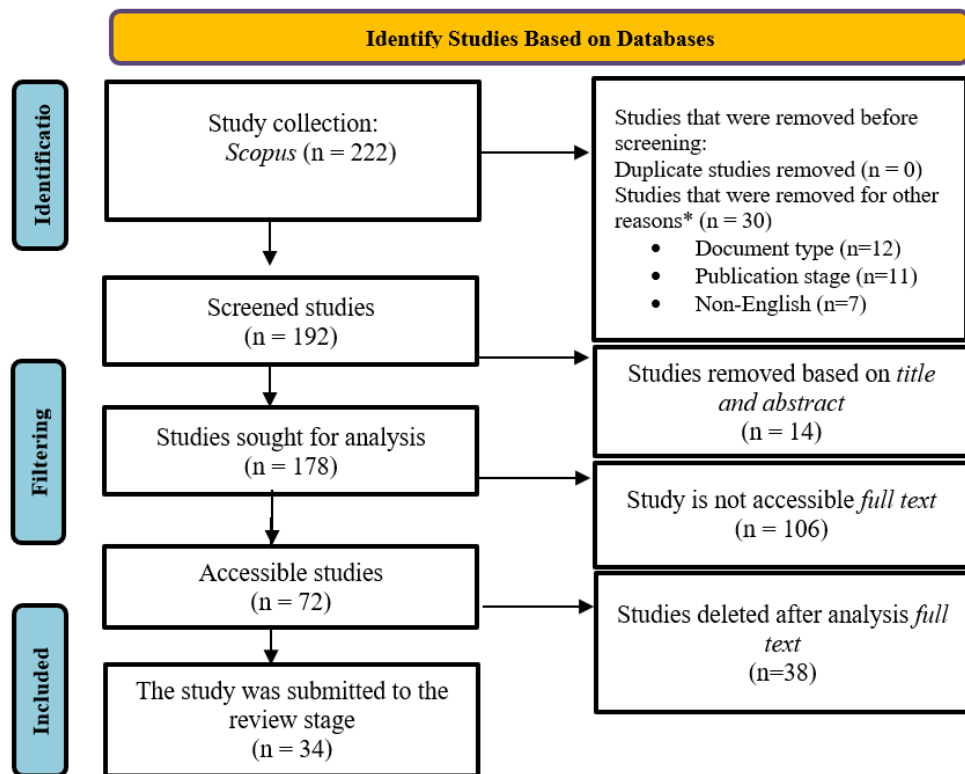 Identify Studies Based on Databases
Identificatio
Study collection:
Scopus (n = 222)
Studies that were removed before
screening:
Duplicate studies removed (n = 0)
Studies that were removed for other
reasons* (n = 30)
• Document type (n=12)
• Publication stage (n=11)
• Non-English (n=7)
Screened studies
(n = 192)
Filtering
Studies removed based on title
and abstract
(n = 14)
Studies sought for analysis
(n = 178)
Study is not accessible full text
(n = 106)
Accessible studies
(n = 72)
Studies deleted after analysis full
text
(n=38)
Included
The study was submitted to the
review stage
(n = 34)